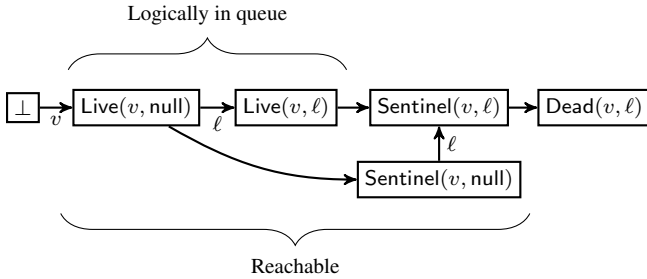 Logically in queue
⊥ v Live(v, null) ℓ Live(v, ℓ) Sentinel(v, ℓ) Dead(v, ℓ)
ℓ
Sentinel(v, null)
Reachable